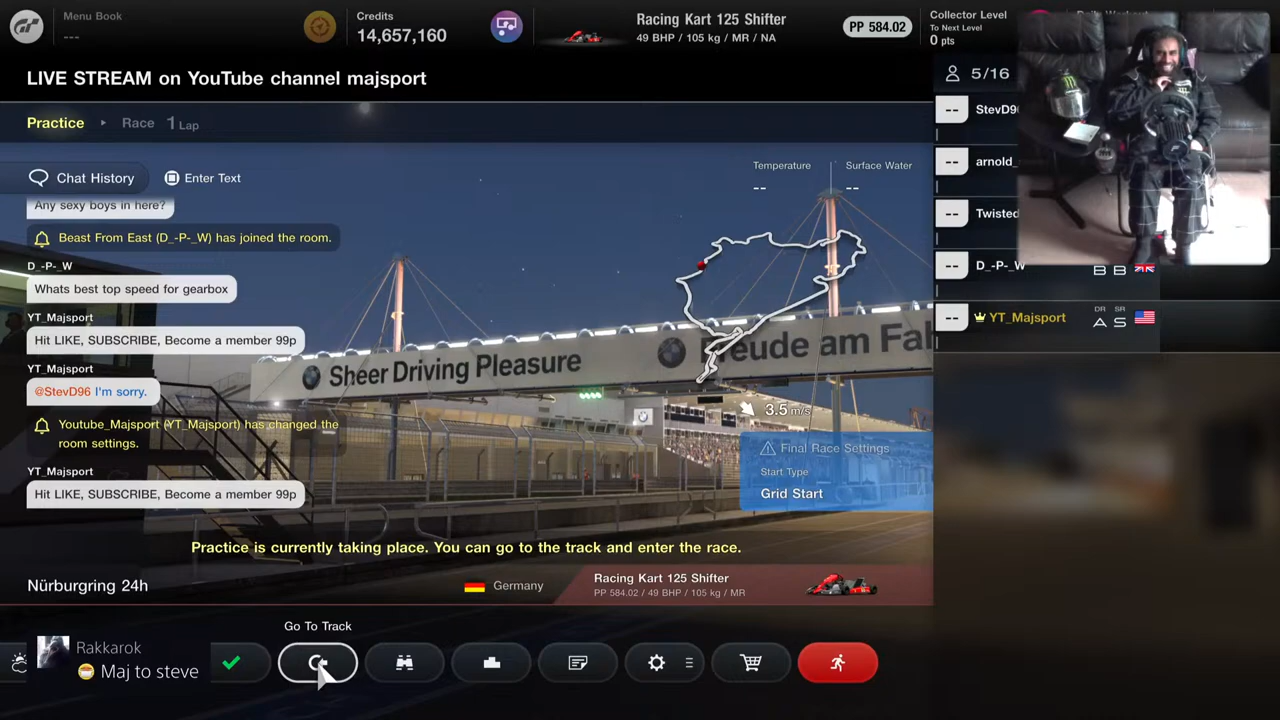 Menu Book
---
Credits
14,657,160
Racing Kart 125 Shifter
49 BHP / 105 kg / MR / NA
PP 584.02
Collector Level
To Next Level
0 pts
LIVE STREAM on YouTube channel majsport
5/16
Practice
Race 1 Lap
Temperature
--
Surface Water
--
Chat History
Enter Text
Any sexy boys in here?
Beast From East (D_-P-_W) has joined the room.
D_-P-_W
Whats best top speed for gearbox
YT_Majsport
Hit LIKE, SUBSCRIBE, Become a member 99p
YT_Majsport
@StevD96 I'm sorry.
Youtube_Majsport (YT_Majsport) has changed the
room settings.
YT_Majsport
Hit LIKE, SUBSCRIBE, Become a member 99p
-- StevD9
-- arnold_
-- Twisted
-- D_-P-_W
B B
-- YT_Majsport
DR SR
A S
Sheer Driving Pleasure
Freude am Fah
3.5 m/s
Final Race Settings
Start Type
Grid Start
Practice is currently taking place. You can go to the track and enter the race.
Nürburgring 24h
Germany
Racing Kart 125 Shifter
PP 584.02 / 49 BHP / 105 kg / MR
Go To Track
Rakkarok
Maj to steve